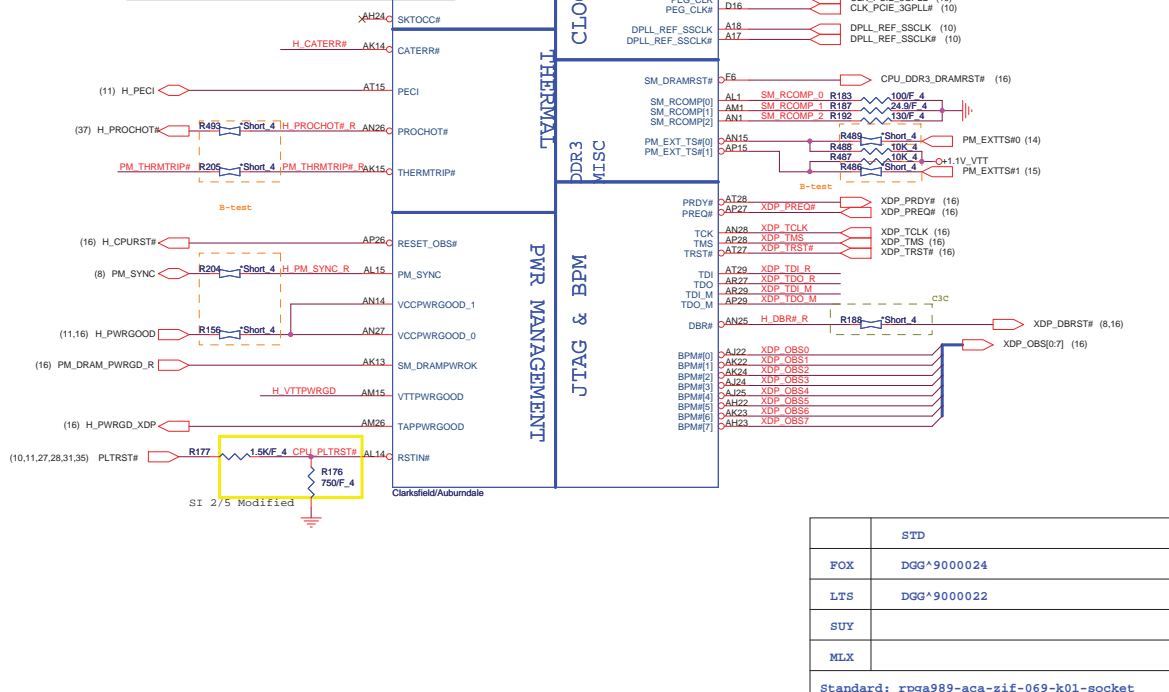 AH24 SKTOCC#
H_CATERR# AK14 CATERR#
(11) H_PECI AT15 PECI
(37) H_PROCHOT# R493 *Short_4 H_PROCHOT#_R AN26 PROCHOT#
PM_THRMTRIP# R205 *Short_4 PM_THRMTRIP#_R AK15 THERMTRIP#
B-test
(16) H_CPURST# AP26 RESET_OBS#
(8) PM_SYNC R204 *Short_4 H_PM_SYNC_R AL15 PM_SYNC
AN14 VCCPWRGOOD_1
(11,16) H_PWRGOOD R156 *Short_4 AN27 VCCPWRGOOD_0
(16) PM_DRAM_PWRGD_R AK13 SM_DRAMPWROK
H_VTTPWRGD AM15 VTTPWRGOOD
(16) H_PWRGD_XDP AM26 TAPPWRGOOD
(10,11,27,28,31,35) PLTRST# R177 1.5K/F_4 CPU_PLTRST# AL14 RSTIN#
R176
750/F_4
SI 2/5 Modified
Clarksfield/Auburndale
THERMAL
PWR MANAGEMENT
CLOC
DDR3
MISC
JTAG & BPM
PEG_CLK# D16 CLK_PCIE_3GPLL# (10)
DPLL_REF_SSCLK A18 DPLL_REF_SSCLK (10)
DPLL_REF_SSCLK# A17 DPLL_REF_SSCLK# (10)
SM_DRAMRST# F6 CPU_DDR3_DRAMRST# (16)
SM_RCOMP[0] AL1 SM_RCOMP_0 R183 100/F_4
SM_RCOMP[1] AM1 SM_RCOMP_1 R187 24.9/F_4
SM_RCOMP[2] AN1 SM_RCOMP_2 R192 130/F_4
PM_EXT_TS#[0] AN15 R489 *Short_4 PM_EXTTS#0 (14)
PM_EXT_TS#[1] AP15 R488 10K_4
R487 10K_4 +1.1V_VTT
R486 *Short_4 PM_EXTTS#1 (15)
B-test
PRDY# AT28 XDP_PRDY# (16)
PREQ# AP27 XDP_PREQ# XDP_PREQ# (16)
TCK AN28 XDP_TCLK XDP_TCLK (16)
TMS AP28 XDP_TMS XDP_TMS (16)
TRST# AT27 XDP_TRST# XDP_TRST# (16)
TDI AT29 XDP_TDI_R
TDO AR27 XDP_TDO_R
TDI_M AR29 XDP_TDI_M
TDO_M AP29 XDP_TDO_M
C3C
DBR# AN25 H_DBR#_R R188 *Short_4 XDP_DBRST# (8,16)
XDP_OBS[0:7] (16)
BPM#[0] AJ22 XDP_OBS0
BPM#[1] AK22 XDP_OBS1
BPM#[2] AK24 XDP_OBS2
BPM#[3] AJ24 XDP_OBS3
BPM#[4] AJ25 XDP_OBS4
BPM#[5] AH22 XDP_OBS5
BPM#[6] AK23 XDP_OBS6
BPM#[7] AH23 XDP_OBS7
STD
FOX DGG^9000024
LTS DGG^9000022
SUY
MLX
Standard: rpga989-aca-zif-069-k01-socket